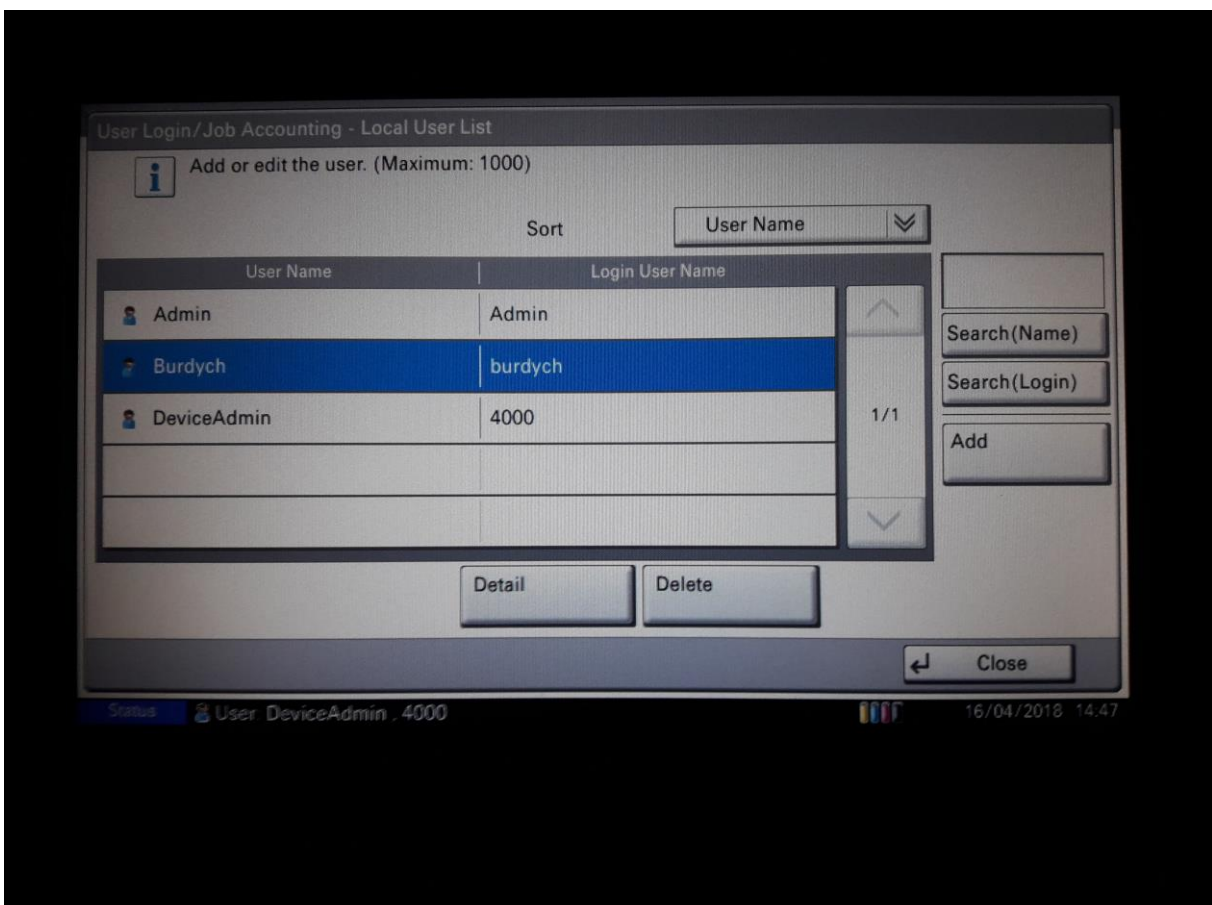 User Login/Job Accounting - Local User List
i
Add or edit the user. (Maximum: 1000)
Sort
User Name
User Name
Login User Name
Admin
Admin
Search(Name)
Burdych
burdych
Search(Login)
DeviceAdmin
4000
1/1
Add
Detail
Delete
Close
Status
User: DeviceAdmin . 4000
16/04/2018 14:47